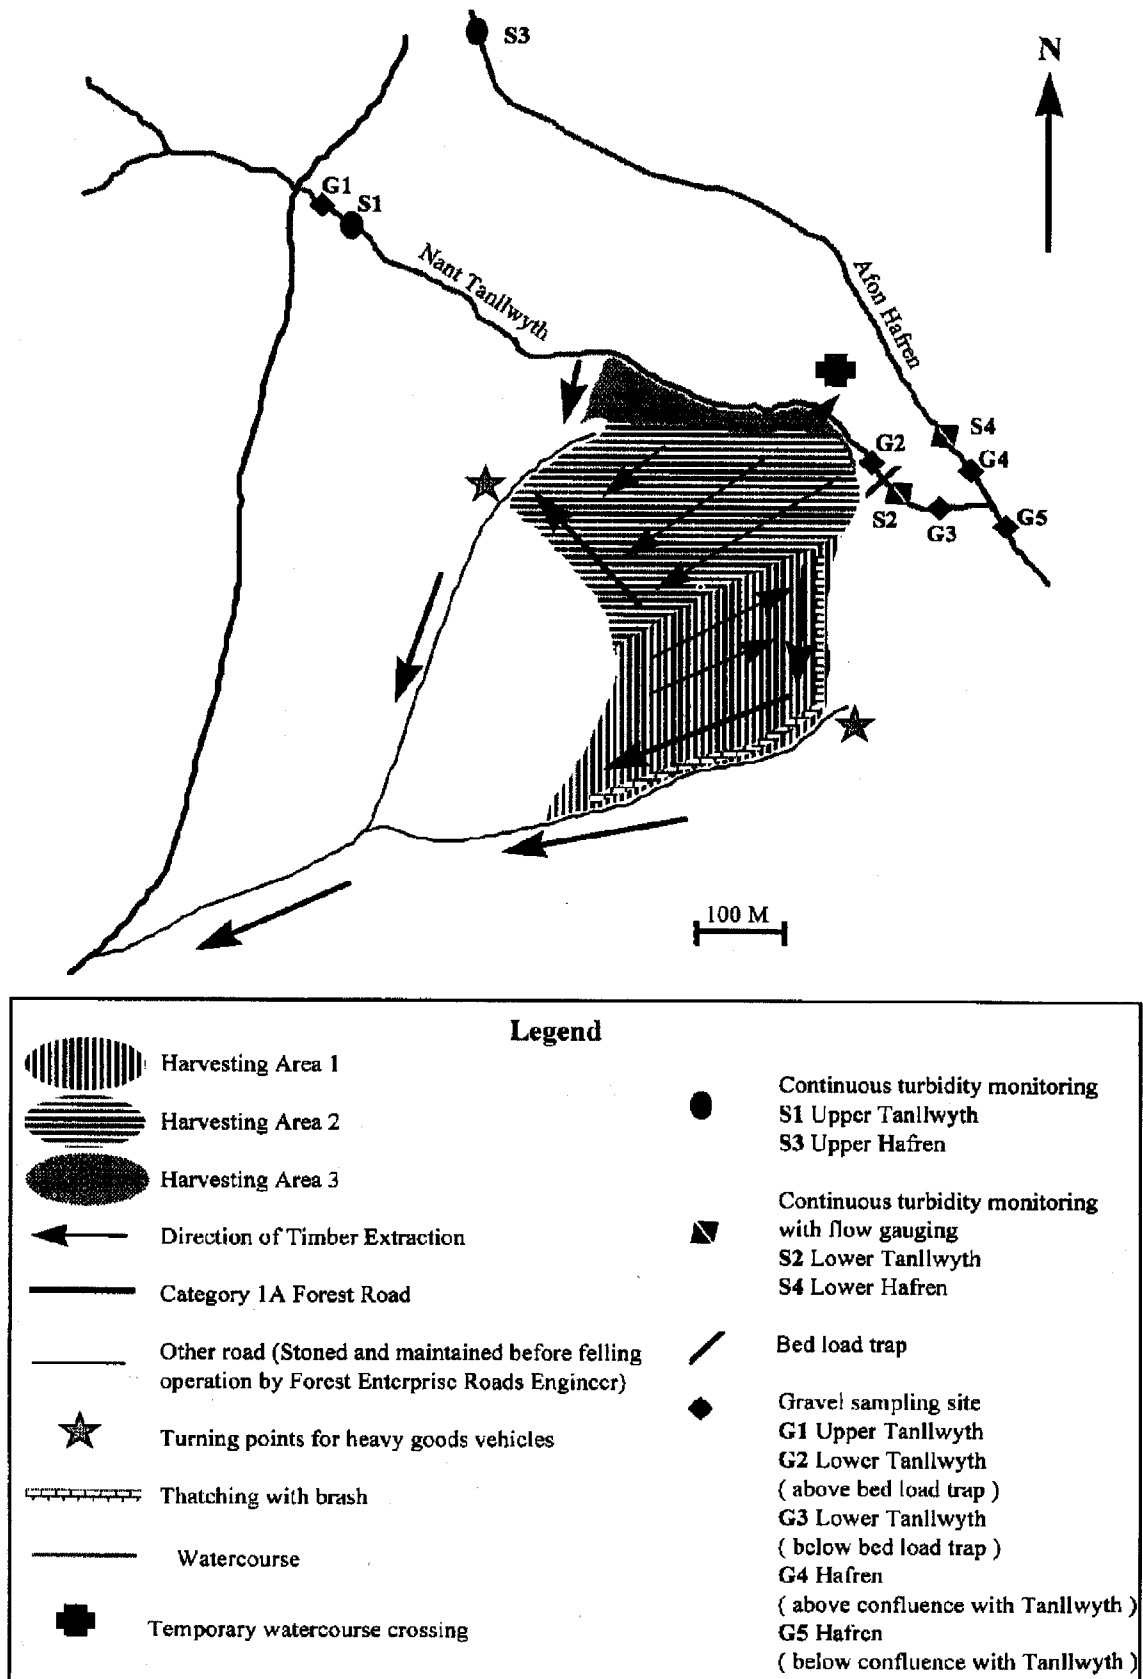 S3
N
G1
S1
Nant Tanllwyth
Afon Hafren
S4
G2
G4
S2
G3
G5
100 M
Legend
Harvesting Area 1
Harvesting Area 2
Harvesting Area 3
Direction of Timber Extraction
Category 1A Forest Road
Other road (Stoned and maintained before felling
operation by Forest Enterprise Roads Engineer)
Turning points for heavy goods vehicles
Thatching with brash
Watercourse
Temporary watercourse crossing
Continuous turbidity monitoring
S1 Upper Tanllwyth
S3 Upper Hafren
Continuous turbidity monitoring
with flow gauging
S2 Lower Tanllwyth
S4 Lower Hafren
Bed load trap
Gravel sampling site
G1 Upper Tanllwyth
G2 Lower Tanllwyth
( above bed load trap )
G3 Lower Tanllwyth
( below bed load trap )
G4 Hafren
( above confluence with Tanllwyth )
G5 Hafren
( below confluence with Tanllwyth )